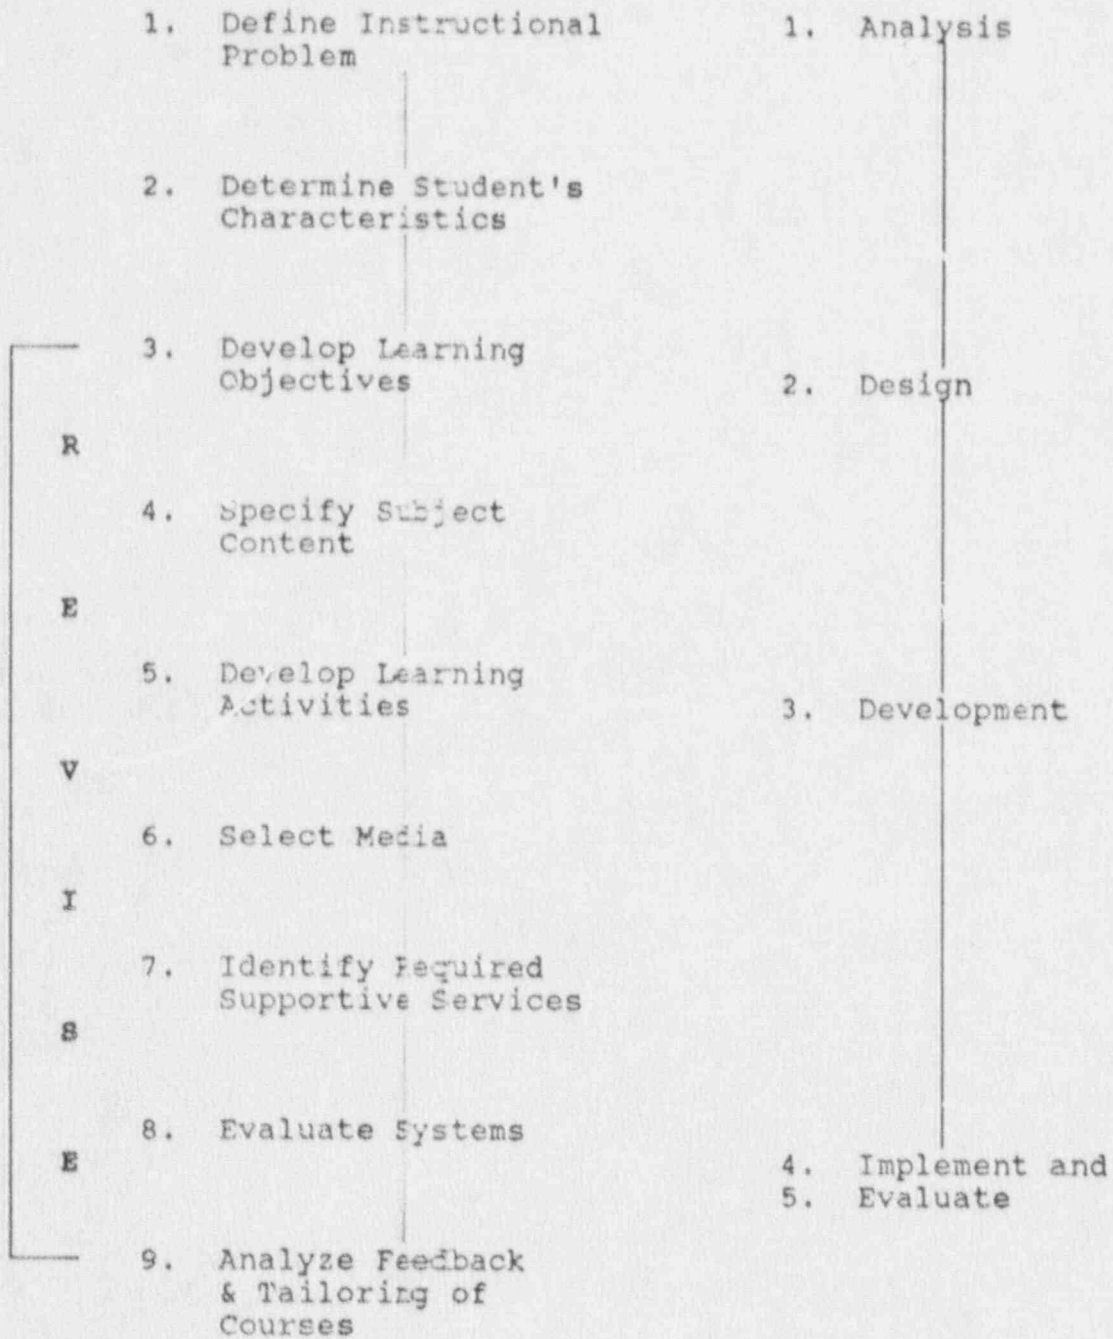 1. Define Instructional
Problem
2. Determine Student's
Characteristics
3. Develop Learning
Objectives
4. Specify Subject
Content
5. Develop Learning
Activities
6. Select Media
7. Identify Required
Supportive Services
8. Evaluate Systems
9. Analyze Feedback
& Tailoring of
Courses
R
E
V
I
S
E
1. Analysis
2. Design
3. Development
4. Implement and
5. Evaluate